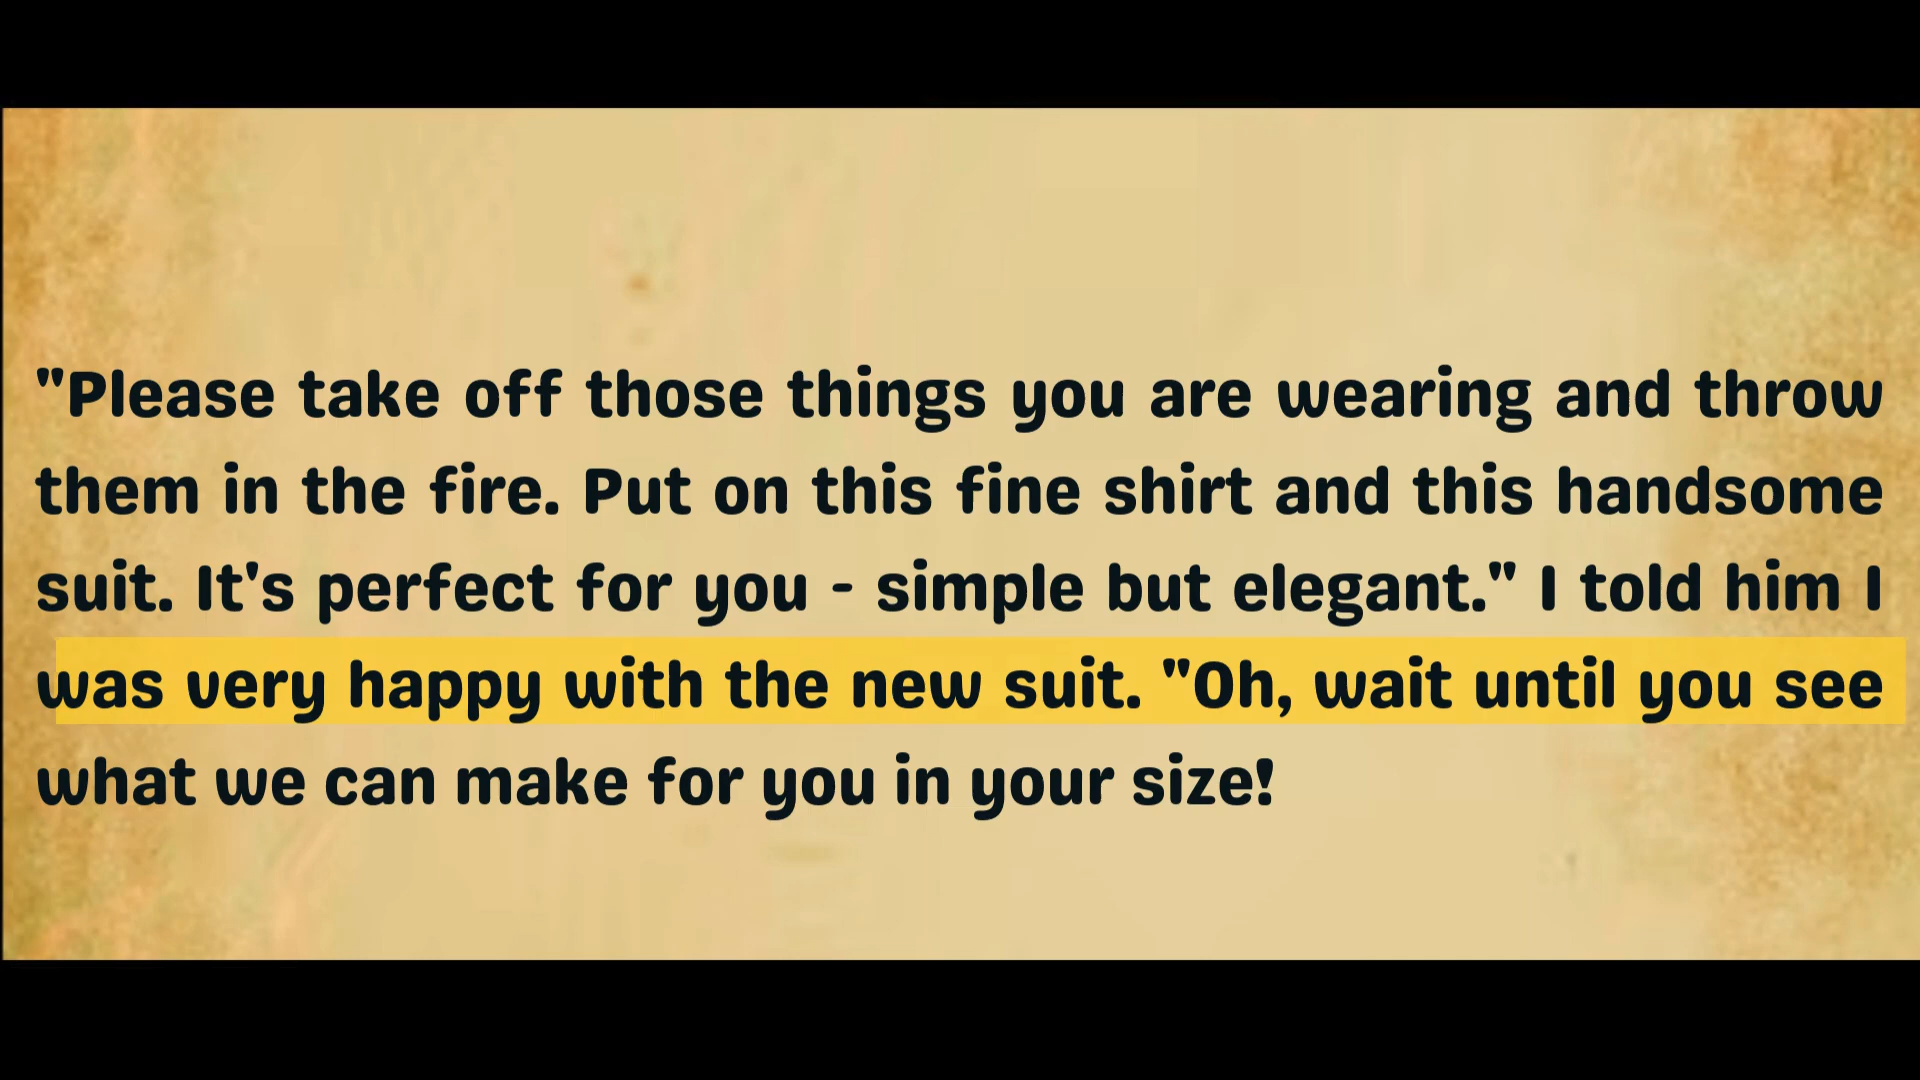 "Please take off those things you are wearing and throw
them in the fire. Put on this fine shirt and this handsome
suit. It's perfect for you - simple but elegant." I told him I
was very happy with the new suit. "Oh, wait until you see
what we can make for you in your size!